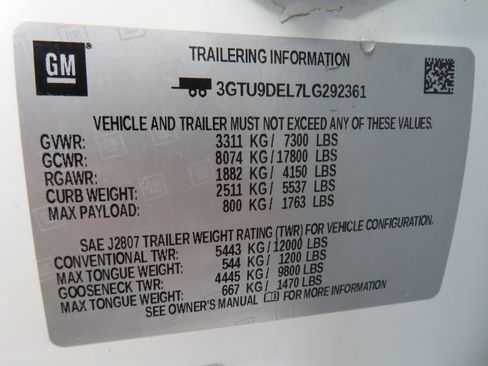 GM
TRAILERING INFORMATION
3GTU9DEL7LG292361
VEHICLE AND TRAILER MUST NOT EXCEED ANY OF THESE VALUES.
GVWR: 3311 KG/ 7300 LBS
GCWR: 8074 KG/ 17800 LBS
RGAWR: 1882 KG/ 4150 LBS
CURB WEIGHT: 2511 KG/ 5537 LBS
MAX PAYLOAD: 800 KG/ 1763 LBS
SAE J2807 TRAILER WEIGHT RATING (TWR) FOR VEHICLE CONFIGURATION.
CONVENTIONAL TWR: 5443 KG/ 12000 LBS
MAX TONGUE WEIGHT: 544 KG/ 1200 LBS
GOOSENECK TWR: 4445 KG/ 9800 LBS
MAX TONGUE WEIGHT: 667 KG/ 1470 LBS
SEE OWNER'S MANUAL FOR MORE INFORMATION